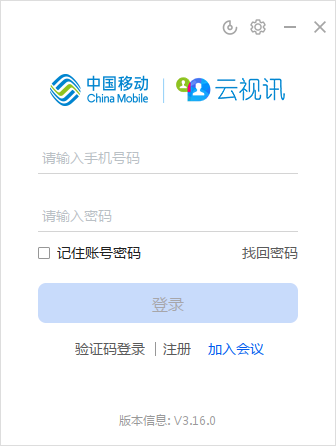 中国移动 China Mobile | 云视讯
请输入手机号码
请输入密码
记住账号密码 找回密码
登录
验证码登录 | 注册 加入会议
版本信息: V3.16.0